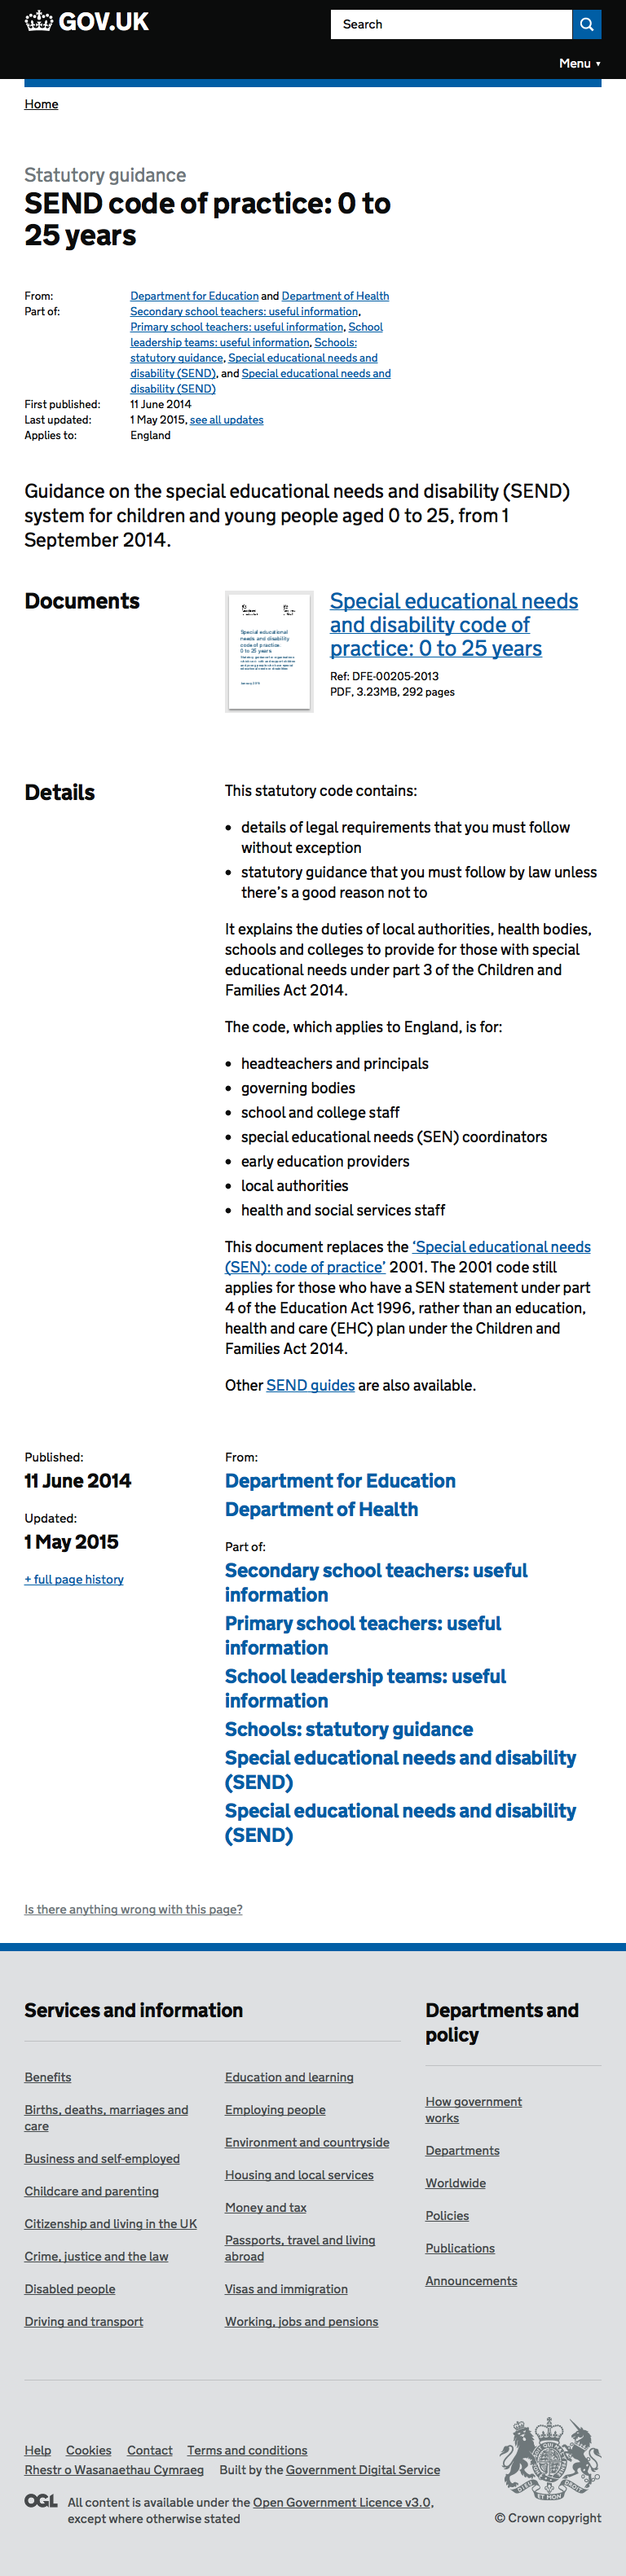 GOV.UK
Search
Menu ▼
Home
Statutory guidance
SEND code of practice: 0 to
25 years
From: Department for Education and Department of Health
Part of: Secondary school teachers: useful information,
Primary school teachers: useful information, School
leadership teams: useful information, Schools:
statutory guidance, Special educational needs and
disability (SEND), and Special educational needs and
disability (SEND)
First published: 11 June 2014
Last updated: 1 May 2015, see all updates
Applies to: England
Guidance on the special educational needs and disability (SEND)
system for children and young people aged 0 to 25, from 1
September 2014.
Documents
Special educational
needs and disability
code of practice:
0 to 25 years
Special educational needs
and disability code of
practice: 0 to 25 years
Ref: DFE-00205-2013
PDF, 3.23MB, 292 pages
Details
This statutory code contains:
• details of legal requirements that you must follow
without exception
• statutory guidance that you must follow by law unless
there's a good reason not to
It explains the duties of local authorities, health bodies,
schools and colleges to provide for those with special
educational needs under part 3 of the Children and
Families Act 2014.
The code, which applies to England, is for:
• headteachers and principals
• governing bodies
• school and college staff
• special educational needs (SEN) coordinators
• early education providers
• local authorities
• health and social services staff
This document replaces the ‘Special educational needs
(SEN): code of practice’ 2001. The 2001 code still
applies for those who have a SEN statement under part
4 of the Education Act 1996, rather than an education,
health and care (EHC) plan under the Children and
Families Act 2014.
Other SEND guides are also available.
Published:
11 June 2014
Updated:
1 May 2015
+ full page history
From:
Department for Education
Department of Health
Part of:
Secondary school teachers: useful
information
Primary school teachers: useful
information
School leadership teams: useful
information
Schools: statutory guidance
Special educational needs and disability
(SEND)
Special educational needs and disability
(SEND)
Is there anything wrong with this page?
Services and information
Benefits
Births, deaths, marriages and
care
Business and self-employed
Childcare and parenting
Citizenship and living in the UK
Crime, justice and the law
Disabled people
Driving and transport
Education and learning
Employing people
Environment and countryside
Housing and local services
Money and tax
Passports, travel and living
abroad
Visas and immigration
Working, jobs and pensions
Departments and
policy
How government
works
Departments
Worldwide
Policies
Publications
Announcements
Help Cookies Contact Terms and conditions
Rhestr o Wasanaethau Cymraeg Built by the Government Digital Service
OGL All content is available under the Open Government Licence v3.0,
except where otherwise stated
© Crown copyright